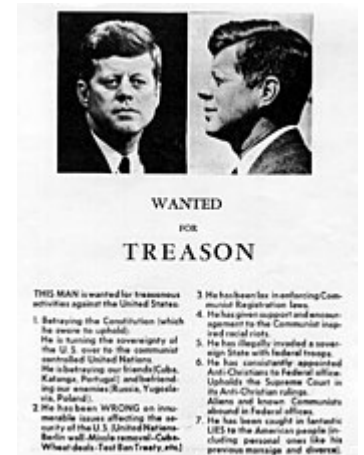 WANTED
FOR
TREASON
THIS MAN is wanted for treasonous
activities against the United States:
1. Betraying the Constitution (which
he swore to uphold):
He is turning the sovereignty of
the U.S. over to the communist
controlled United Nations.
He is betraying our friends (Cuba,
Katanga, Portugal) and befriend-
ing our enemies (Russia, Yugosla-
via, Poland).
2. He has been WRONG on innu-
merable issues affecting the se-
curity of the U.S. (United Nations-
Berlin wall-Missle removal-Cuba-
Wheat deals-Test Ban Treaty, etc.)
3. He has been lax in enforcing Com-
munist Registration laws.
4. He has given support and encour-
agement to the Communist insp-
ired racial riots.
5. He has illegally invaded a sover-
eign State with federal troops.
6. He has consistently appointed
Anti-Christians to Federal office:
Upholds the Supreme Court in
its Anti-Christian rulings.
Aliens and known Communists
abound in Federal offices.
7. He has been caught in fantastic
LIES to the American people (in-
cluding personal ones like his
previous marraige and divorce).